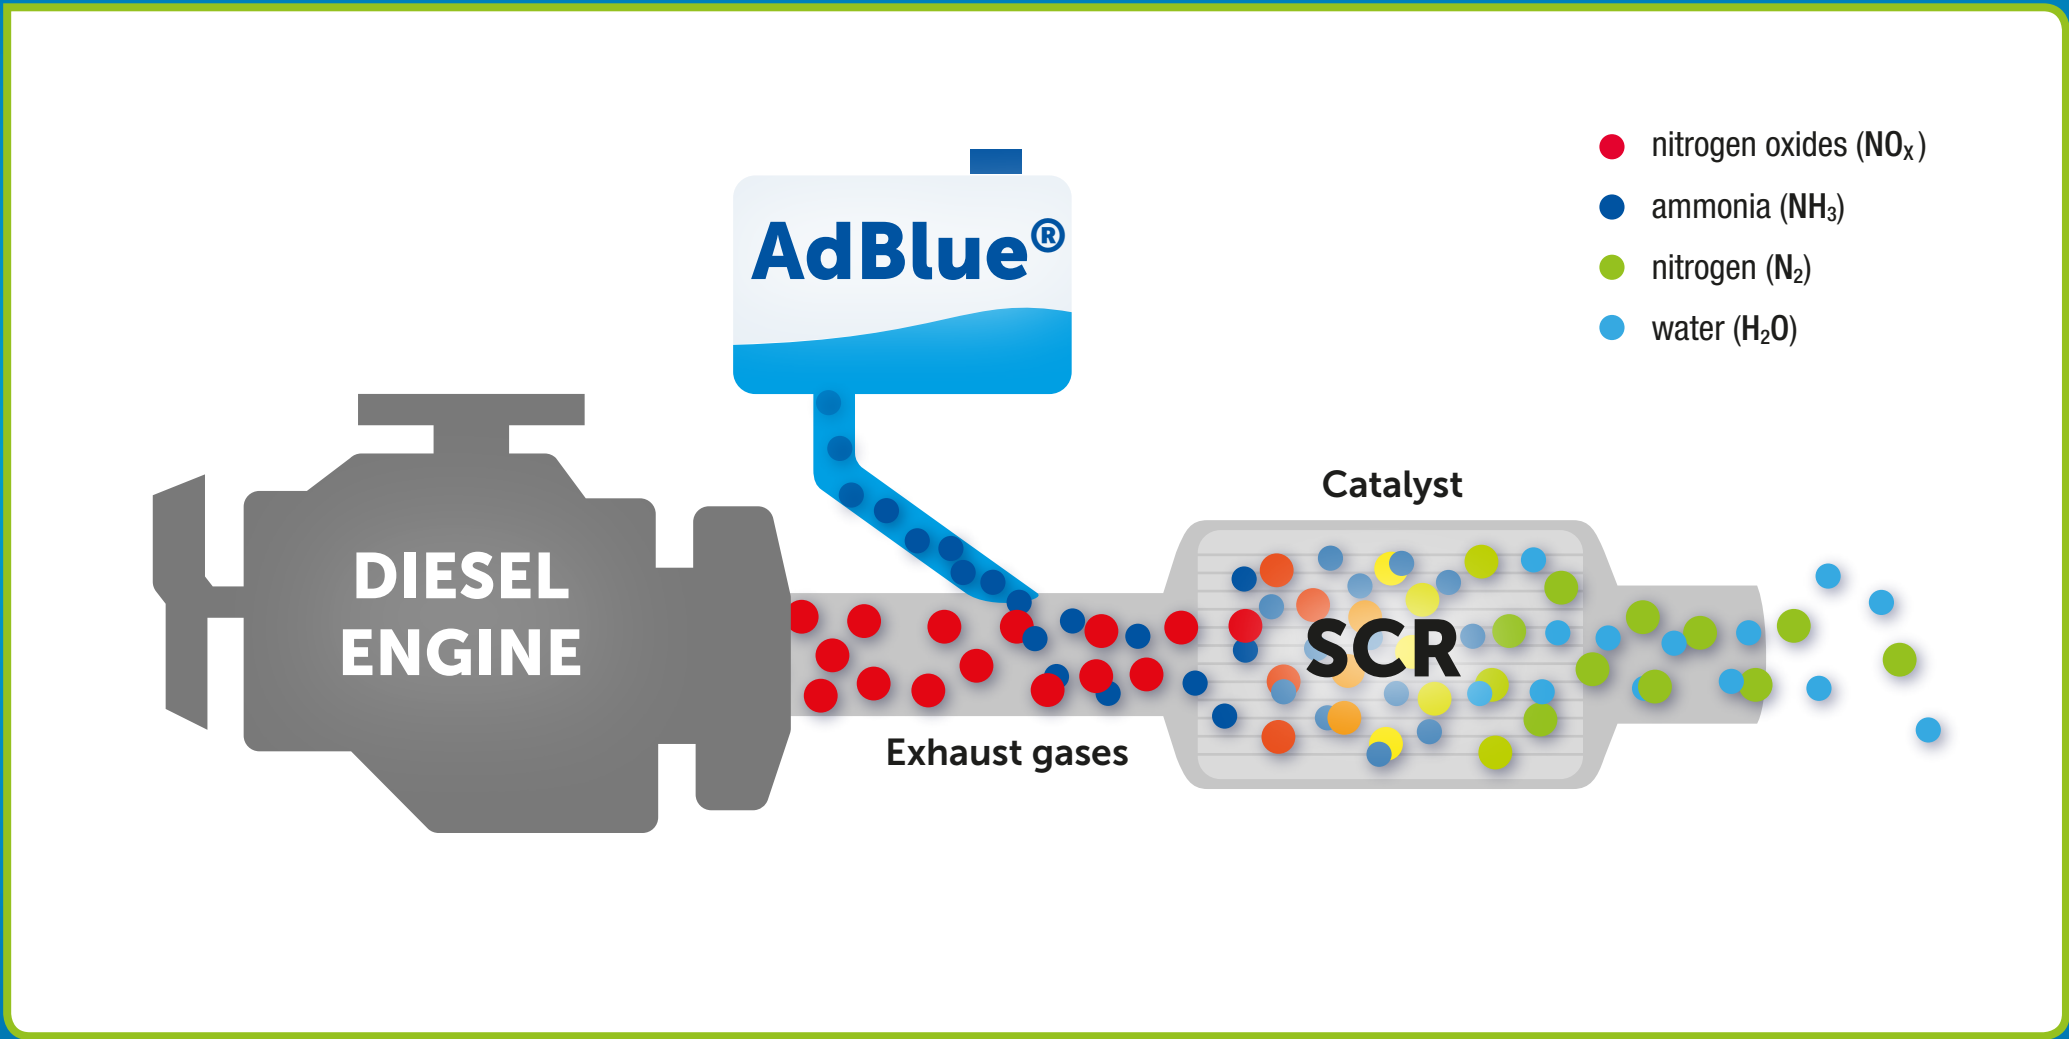 nitrogen oxides (NOₓ)
ammonia (NH₃)
nitrogen (N₂)
water (H₂O)
AdBlue®
Catalyst
DIESEL
ENGINE
SCR
Exhaust gases